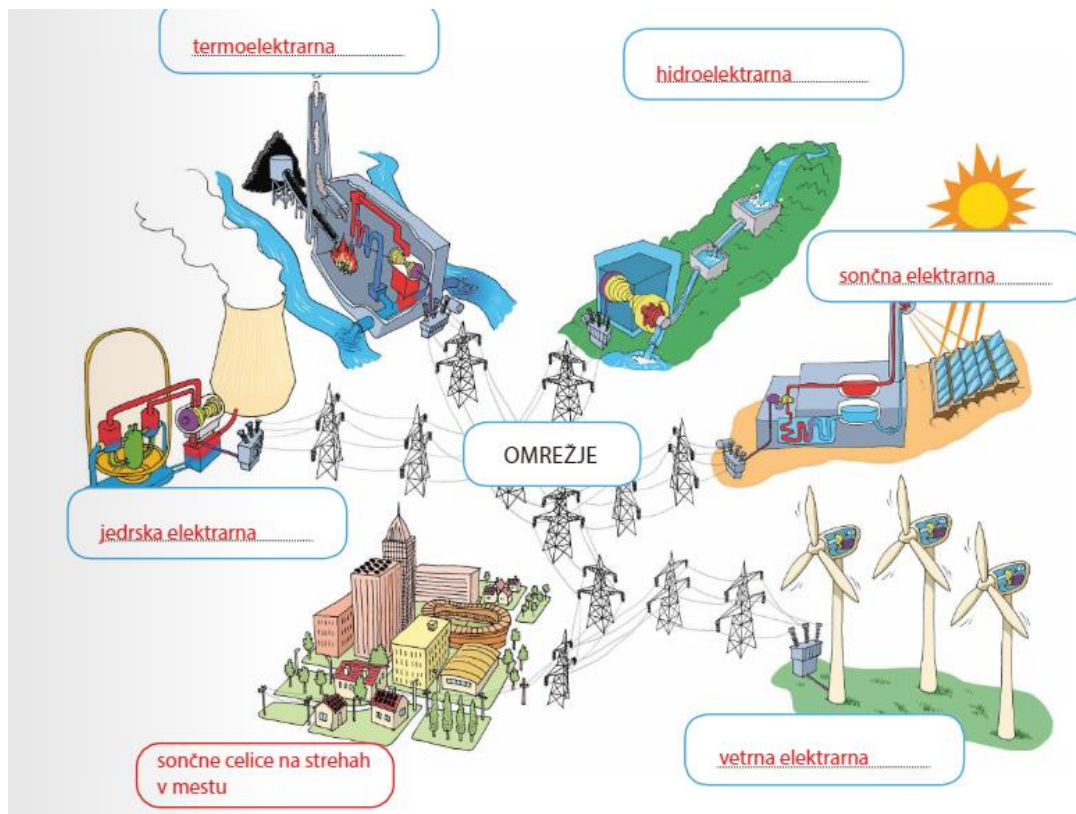 termoelektrarna
hidroelektrarna
sončna elektrarna
OMREŽJE
jedrska elektrarna
sončne celice na strehah
v mestu
vetrna elektrarna